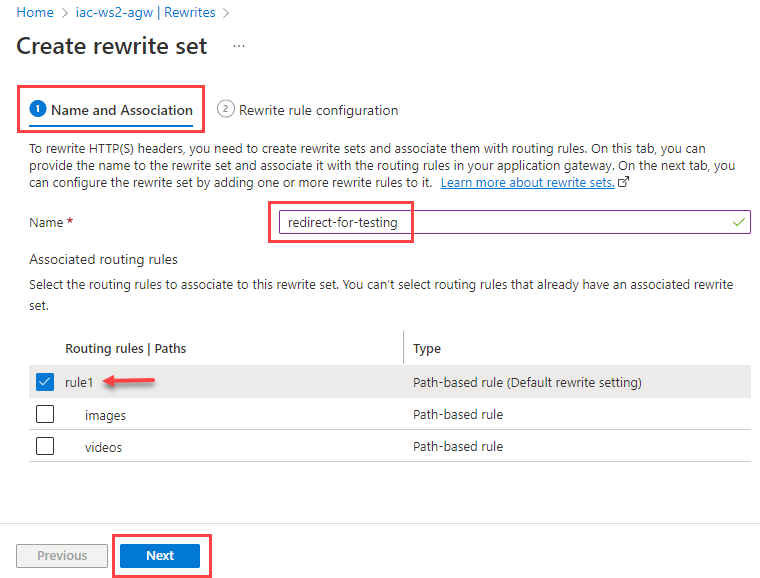 Home > iac-ws2-agw | Rewrites >
Create rewrite set ...
1 Name and Association 2 Rewrite rule configuration
To rewrite HTTP(S) headers, you need to create rewrite sets and associate them with routing rules. On this tab, you can
provide the name to the rewrite set and associate it with the routing rules in your application gateway. On the next tab, you
can configure the rewrite set by adding one or more rewrite rules to it. Learn more about rewrite sets.
Name * redirect-for-testing
Associated routing rules
Select the routing rules to associate to this rewrite set. You can't select routing rules that already have an associated rewrite
set.
Routing rules | Paths Type
rule1 Path-based rule (Default rewrite setting)
images Path-based rule
videos Path-based rule
Previous Next